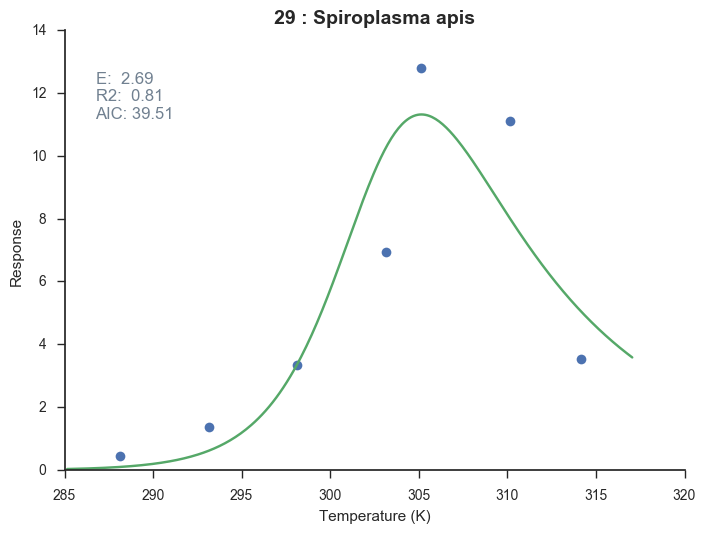 29 : Spiroplasma apis
E: 2.69
R2: 0.81
AIC: 39.51
14
12
10
8
6
4
2
0
Response
285
290
295
300
305
310
315
320
Temperature (K)